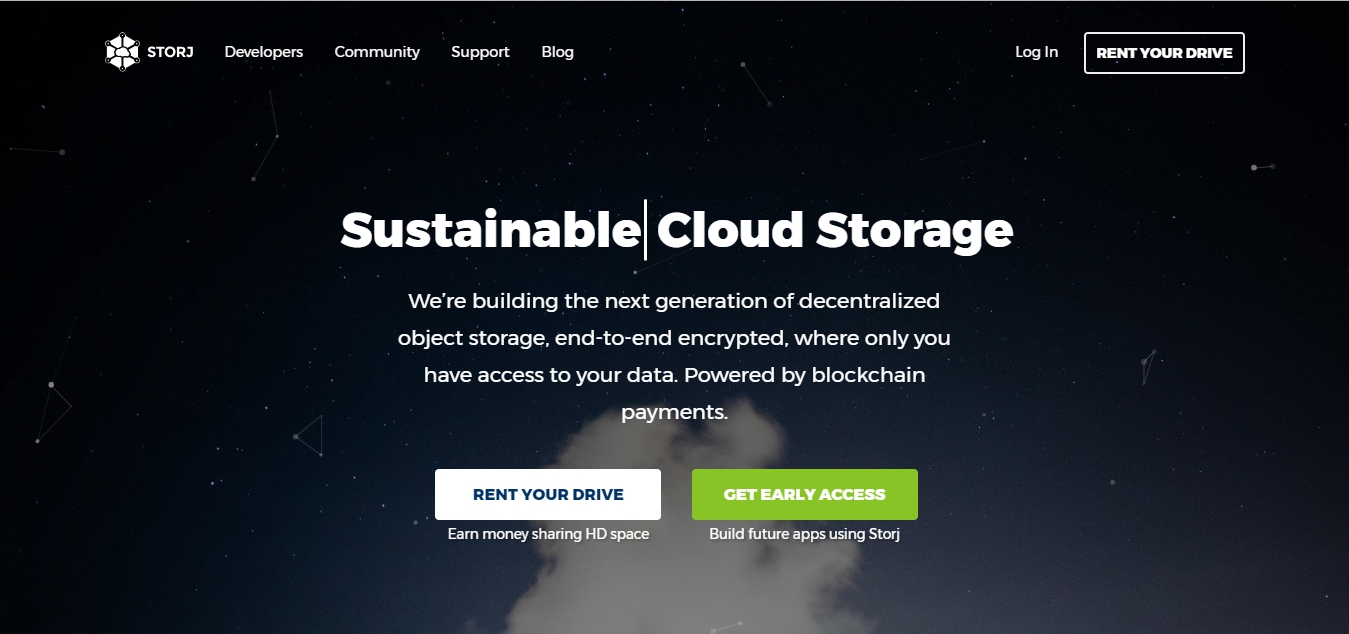 STORJ Developers Community Support Blog Log In RENT YOUR DRIVE
Sustainable Cloud Storage
We’re building the next generation of decentralized
object storage, end-to-end encrypted, where only you
have access to your data. Powered by blockchain
payments.
RENT YOUR DRIVE GET EARLY ACCESS
Earn money sharing HD space Build future apps using Storj